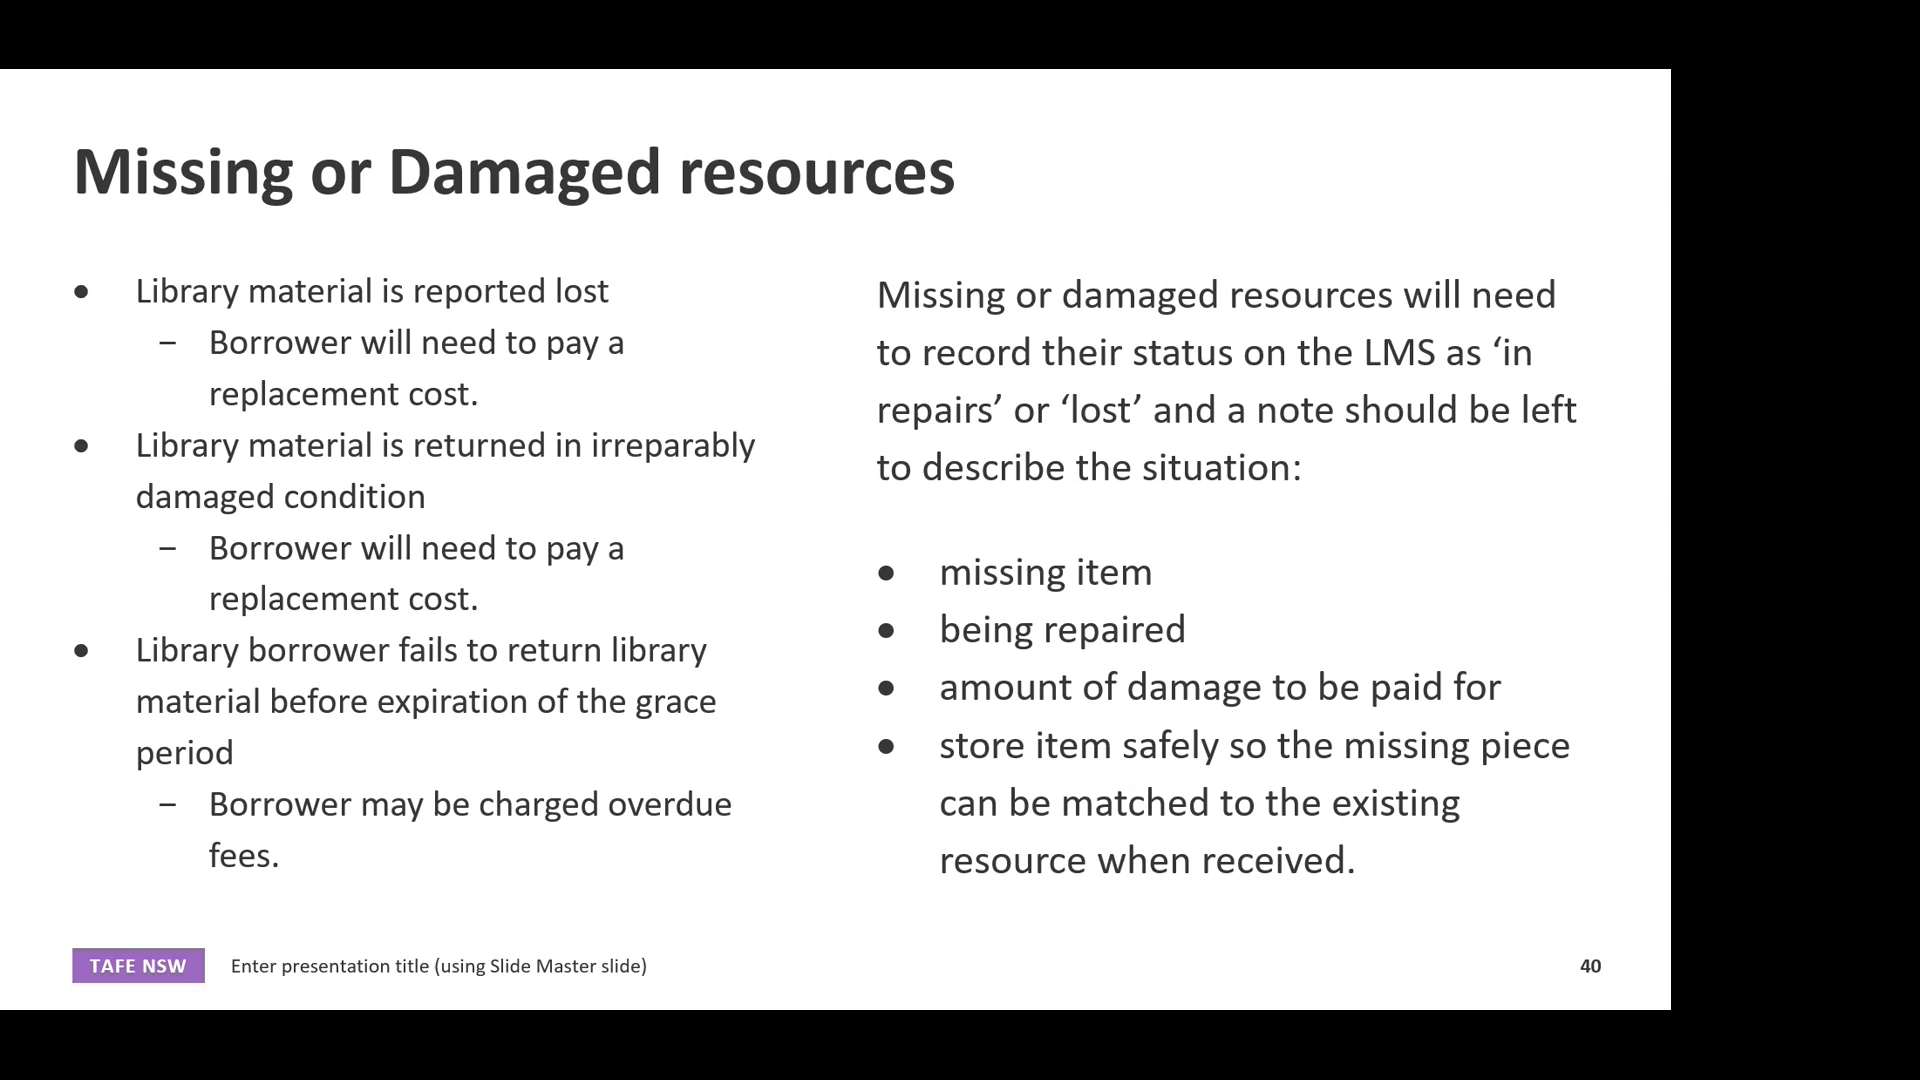 Missing or Damaged resources
• Library material is reported lost
– Borrower will need to pay a
replacement cost.
• Library material is returned in irreparably
damaged condition
– Borrower will need to pay a
replacement cost.
• Library borrower fails to return library
material before expiration of the grace
period
– Borrower may be charged overdue
fees.
Missing or damaged resources will need
to record their status on the LMS as ‘in
repairs’ or ‘lost’ and a note should be left
to describe the situation:
• missing item
• being repaired
• amount of damage to be paid for
• store item safely so the missing piece
can be matched to the existing
resource when received.
TAFE NSW
Enter presentation title (using Slide Master slide)
40